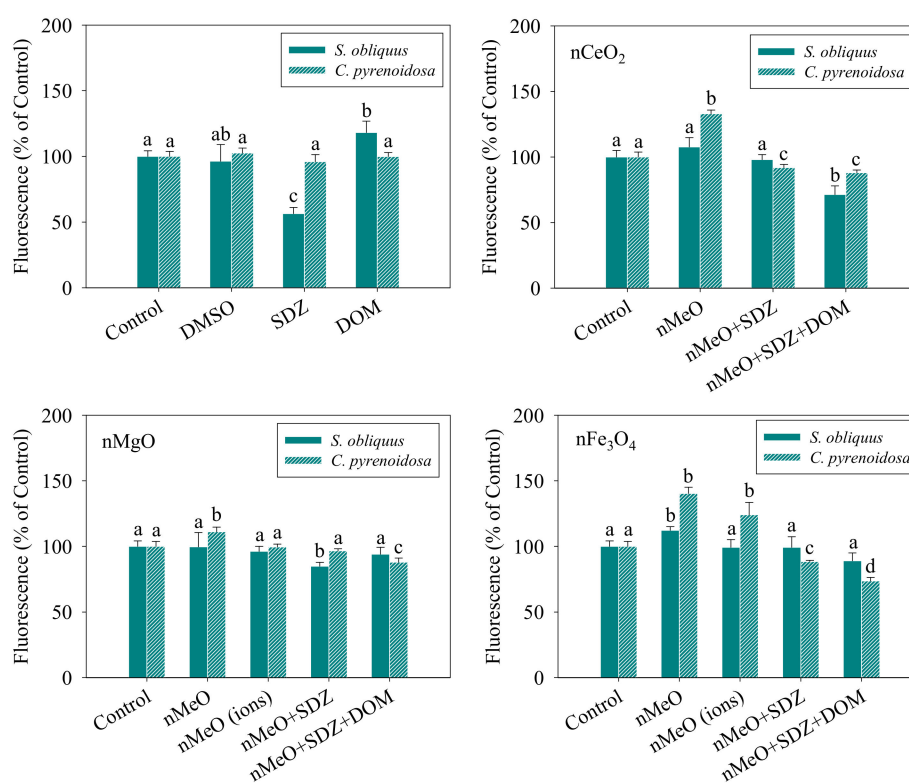 200
150
100
50
0
Fluorescence (% of Control)
S. obliquus
C. pyrenoidosa
a a
ab a
c a
b a
Control
DMSO
SDZ
DOM
200
150
100
50
0
Fluorescence (% of Control)
nCeO₂
S. obliquus
C. pyrenoidosa
a a
a b
a c
b c
Control
nMeO
nMeO+SDZ
nMeO+SDZ+DOM
200
150
100
50
0
Fluorescence (% of Control)
nMgO
S. obliquus
C. pyrenoidosa
a a
a b
a a
b a
a c
Control
nMeO
nMeO (ions)
nMeO+SDZ
nMeO+SDZ+DOM
200
150
100
50
0
Fluorescence (% of Control)
nFe₃O₄
S. obliquus
C. pyrenoidosa
a a
b b
a b
a c
a d
Control
nMeO
nMeO (ions)
nMeO+SDZ
nMeO+SDZ+DOM